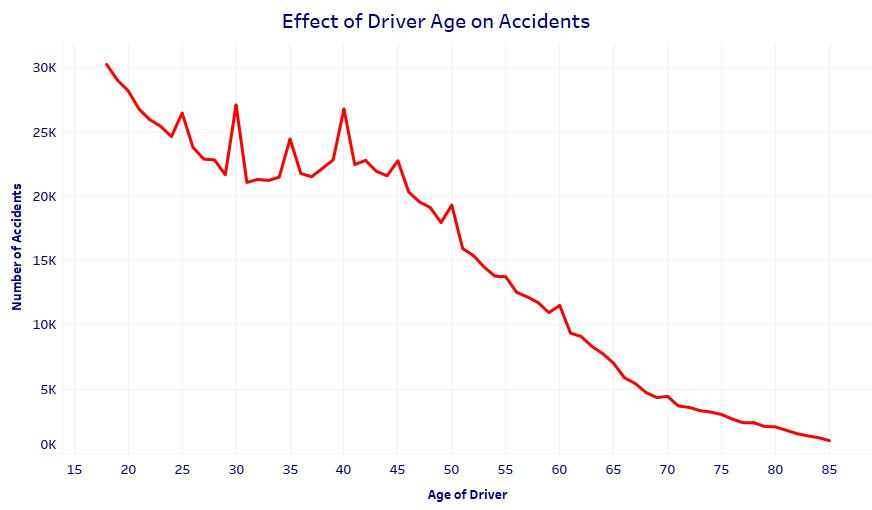 Effect of Driver Age on Accidents
30K
25K
20K
15K
10K
5K
0K
Number of Accidents
15 20 25 30 35 40 45 50 55 60 65 70 75 80 85
Age of Driver